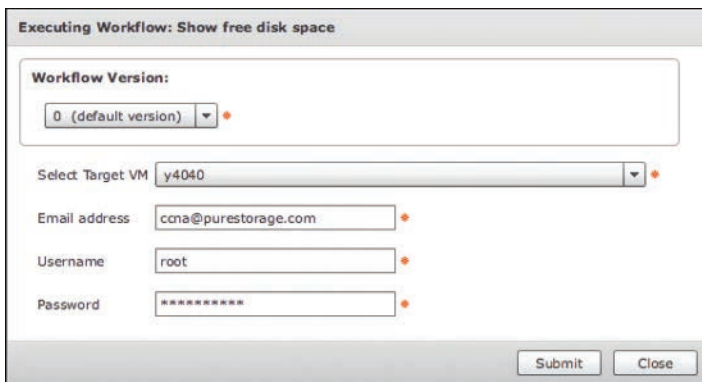 Executing Workflow: Show free disk space
Workflow Version:
0 (default version)
Select Target VM y4040
Email address ccna@purestorage.com
Username root
Password **********
Submit Close